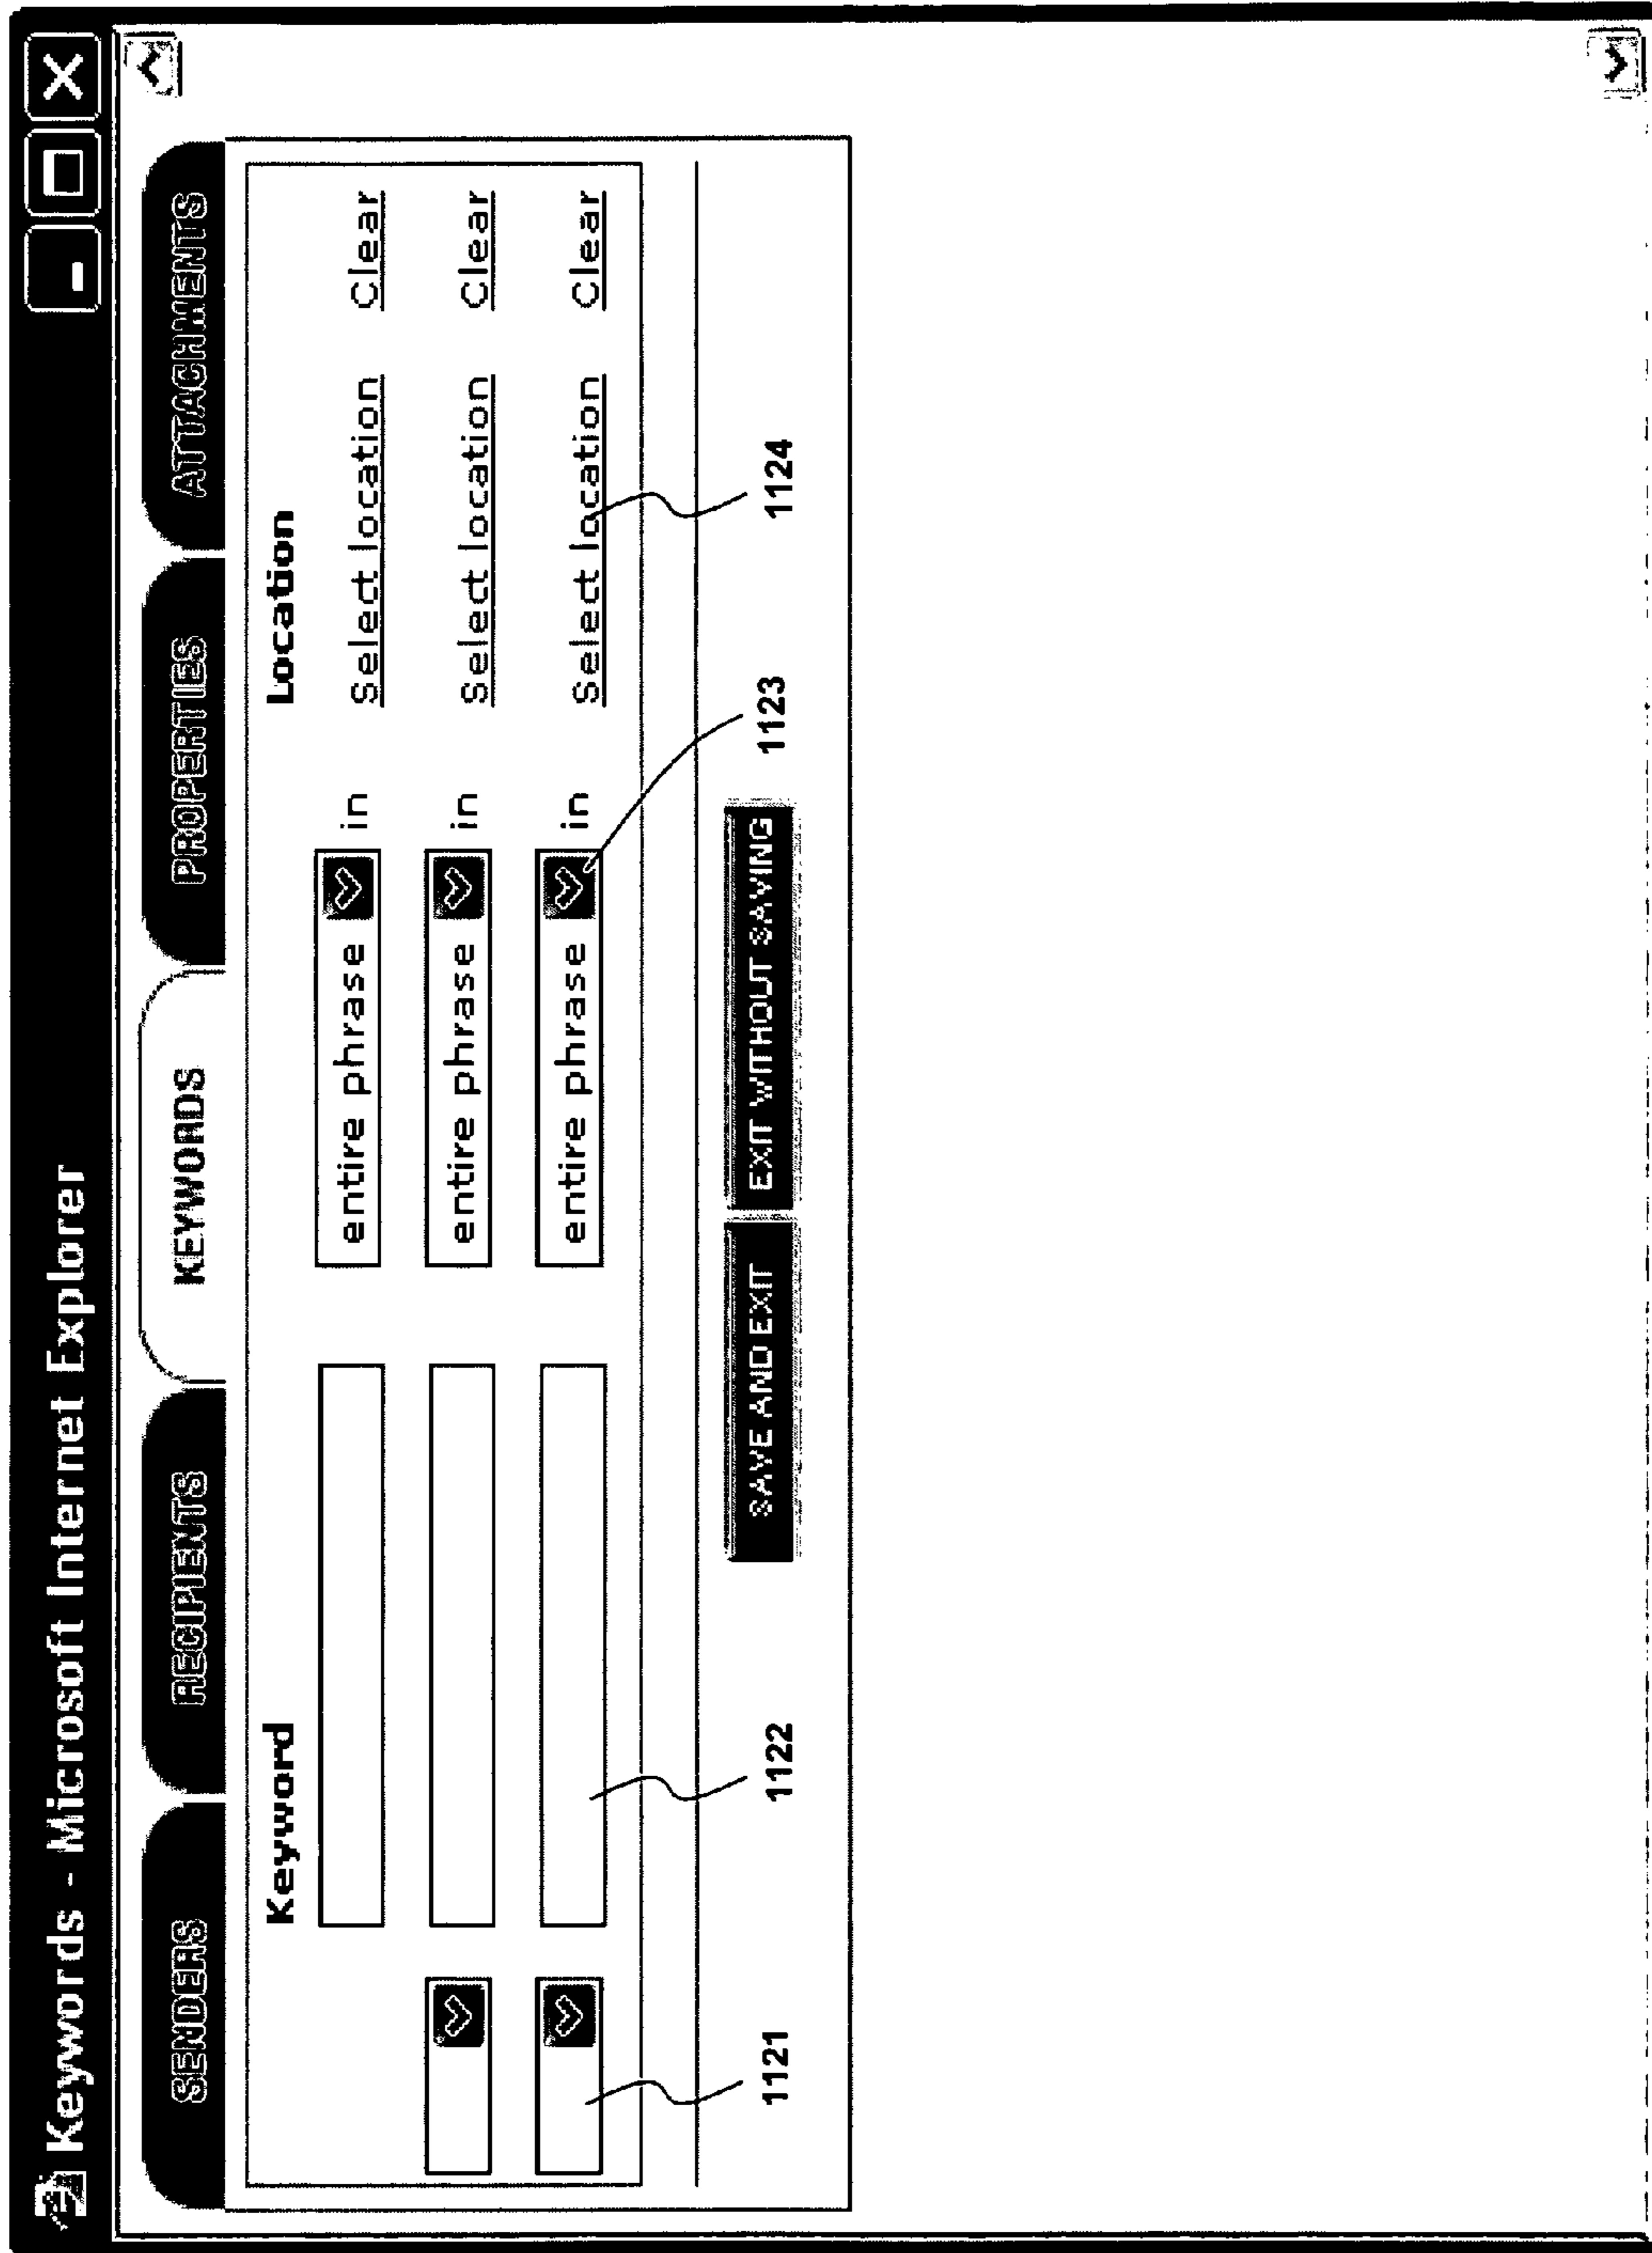 Keywords - Microsoft Internet Explorer
SENDERS RECIPIENTS KEYWORDS PROPERTIES ATTACHMENTS
Keyword Location
entire phrase in Select location Clear
entire phrase in Select location Clear
entire phrase in Select location Clear
SAVE AND EXIT EXIT WITHOUT SAVING
1121 1122 1123 1124